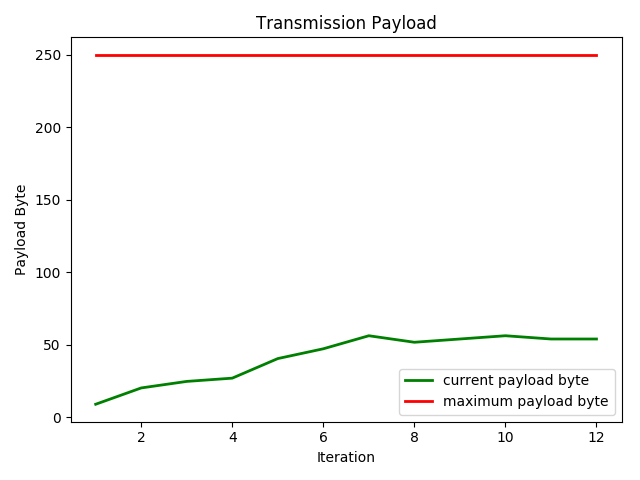 Transmission Payload
250
200
150
100
50
0
Payload Byte
current payload byte
maximum payload byte
2 4 6 8 10 12
Iteration